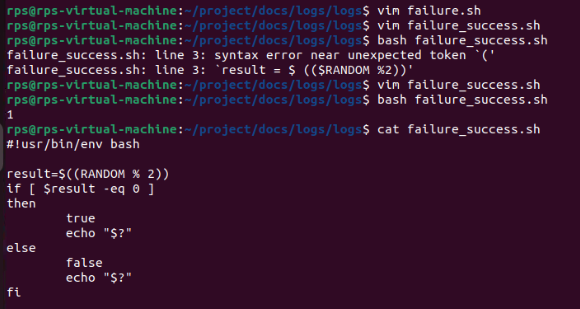 rps@rps-virtual-machine:~/project/docs/logs/logs$ vim failure.sh
rps@rps-virtual-machine:~/project/docs/logs/logs$ vim failure_success.sh
rps@rps-virtual-machine:~/project/docs/logs/logs$ bash failure_success.sh
failure_success.sh: line 3: syntax error near unexpected token `('
failure_success.sh: line 3: `result = $ (($RANDOM %2))'
rps@rps-virtual-machine:~/project/docs/logs/logs$ vim failure_success.sh
rps@rps-virtual-machine:~/project/docs/logs/logs$ bash failure_success.sh
1
rps@rps-virtual-machine:~/project/docs/logs/logs$ cat failure_success.sh
#!usr/bin/env bash
result=$((RANDOM % 2))
if [ $result -eq 0 ]
then
        true
        echo "$?"
else
        false
        echo "$?"
fi